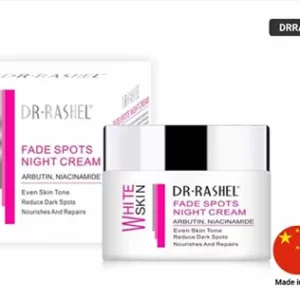 DRRA
DR·RASHEL®
FADE SPOTS
NIGHT CREAM
ARBUTIN, NIACINAMIDE
Even Skin Tone
Reduce Dark Spots
Nourishes And Repairs
WHITE
SKIN
DR·RASHEL®
FADE SPOTS
NIGHT CREAM
ARBUTIN, NIACINAMIDE
Even Skin Tone
Reduce Dark Spots
Nourishes And Repairs
Made in